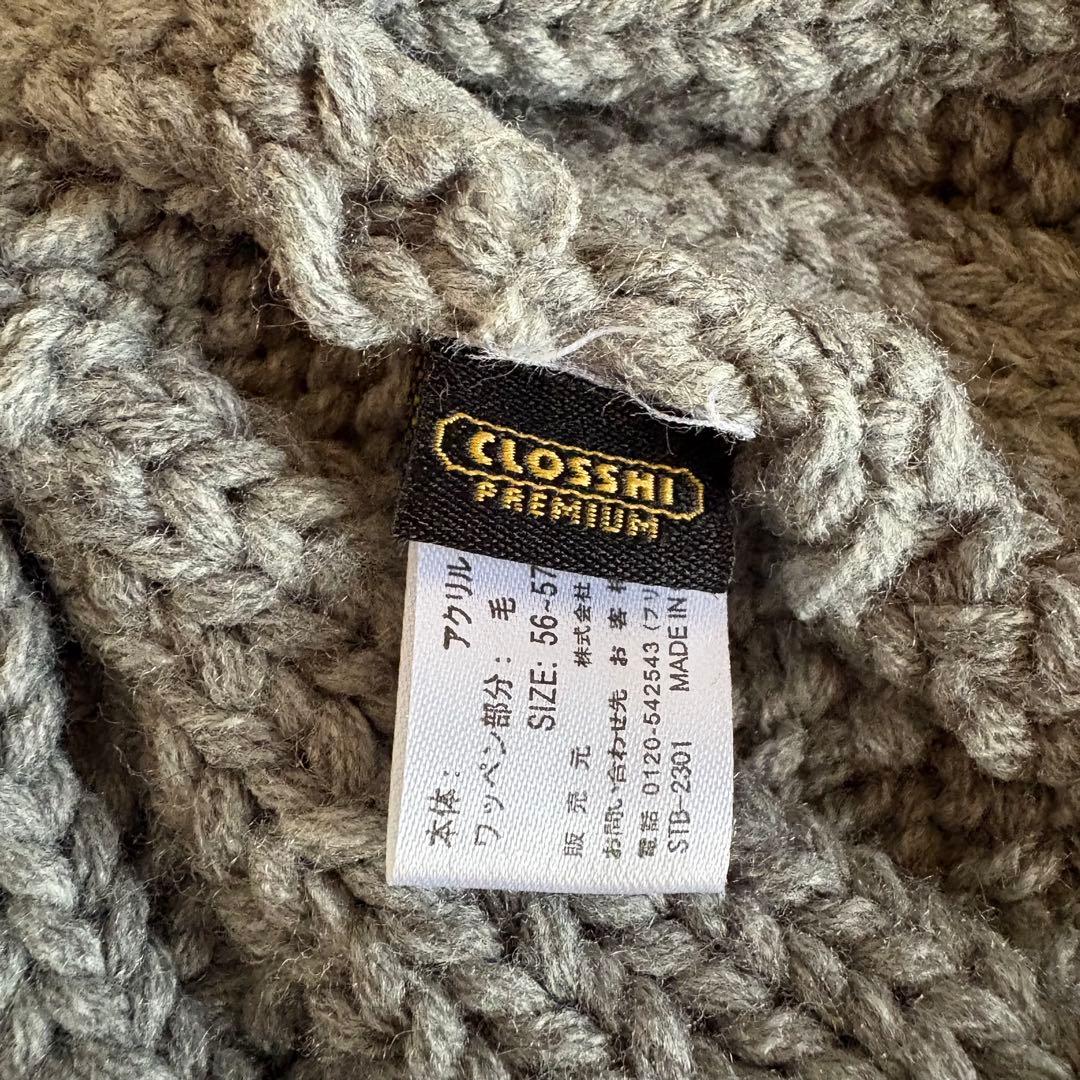 CLOSSHI
PREMIUM
本体: アクリル
ワッペン部分: 毛
SIZE: 56~57
販売元 株式会社
お問い合わせ先 お客
電話 0120-542543 (フリ
STB-2301 MADE IN